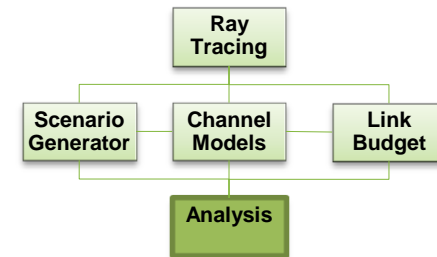 Ray
Tracing
Scenario
Generator
Channel
Models
Link
Budget
Analysis